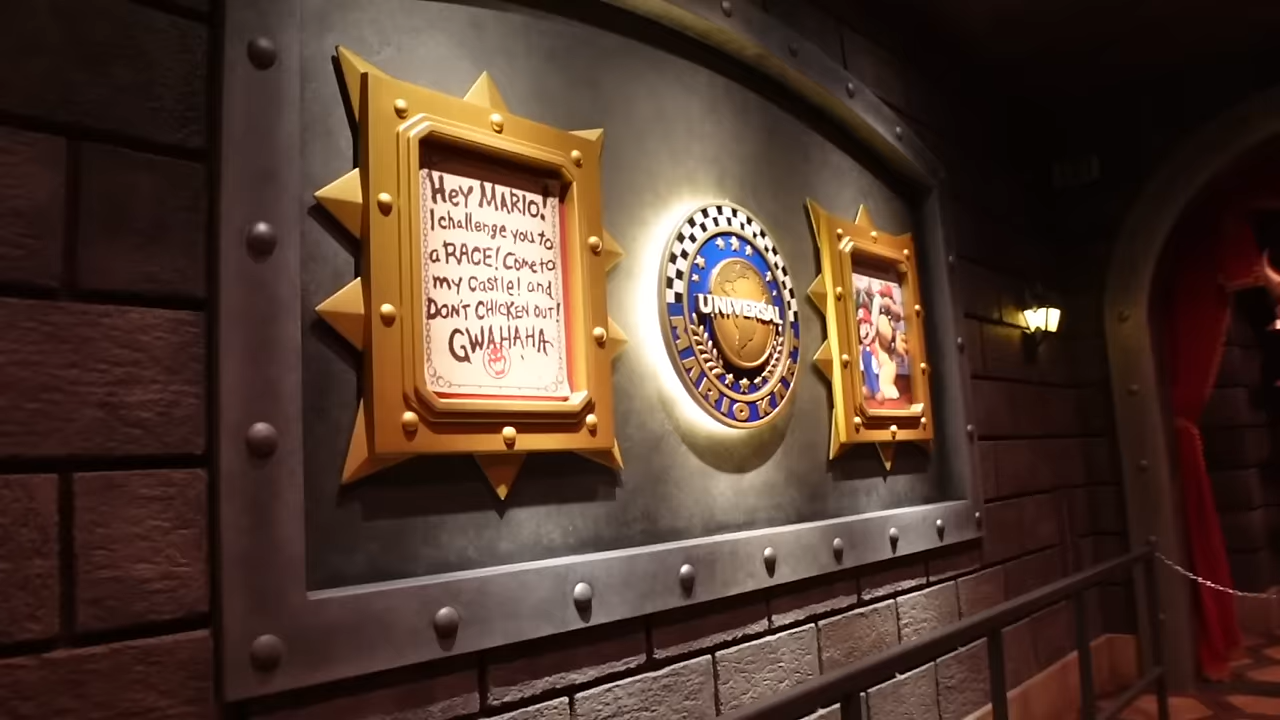 HEY MARIO!
I challenge you to
a RACE! Come to
my castle! and
DON'T CHICKEN OUT!
GWAHAHA
UNIVERSAL
MARIO KART